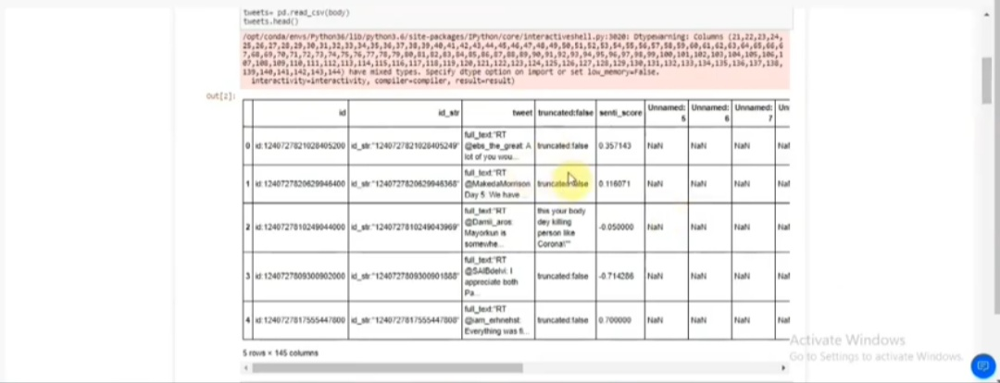 tweets= pd.read_csv(body)
tweets.head()
/opt/conda/envs/Python36/lib/python3.6/site-packages/IPython/core/interactiveshell.py:3020: DtypeWarning: Columns (21,22,23,24,
25,26,27,28,29,30,31,32,33,34,35,36,37,38,39,40,41,42,43,44,45,46,47,48,49,50,51,52,53,54,55,56,57,58,59,60,61,62,63,64,65,66,6
7,68,69,70,71,72,73,74,75,76,77,78,79,80,81,82,83,84,85,86,87,88,89,90,91,92,93,94,95,96,97,98,99,100,101,102,103,104,105,106,1
07,108,109,110,111,112,113,114,115,116,117,118,119,120,121,122,123,124,125,126,127,128,129,130,131,132,133,134,135,136,137,138,
139,140,141,142,143,144) have mixed types. Specify dtype option on import or set low_memory=False.
interactivity=interactivity, compiler=compiler, result=result)
Out[2]:
id id_str tweet truncated:false senti_score Unnamed: 5 Unnamed: 6 Unnamed: 7 Un
0 id:1240727821028405200 id_str:"1240727821028405249" full_text:"RT @ebs_the_great: A lot of you wou... truncated:false 0.357143 NaN NaN NaN Nal
1 id:1240727820629946400 id_str:"1240727820629946368" full_text:"RT @MakedaMorrison Day 5: We have ... truncated:false 0.116071 NaN NaN NaN Nal
2 id:1240727810249044000 id_str:"1240727810249043969" full_text:"RT Mayorkun is somewhe... this your body dey killing person like Corona!"" -0.050000 NaN NaN NaN Nal
3 id:1240727809300902000 id_str:"1240727809300901888" full_text:"RT I appreciate both Pa... truncated:false -0.714286 NaN NaN NaN Nal
4 id:1240727817555447800 id_str:"1240727817555447808" full_text:"RT Everything was fi... truncated:false 0.700000 NaN NaN NaN Nal
5 rows × 145 columns
Activate Windows
Go to Settings to activate Windows.